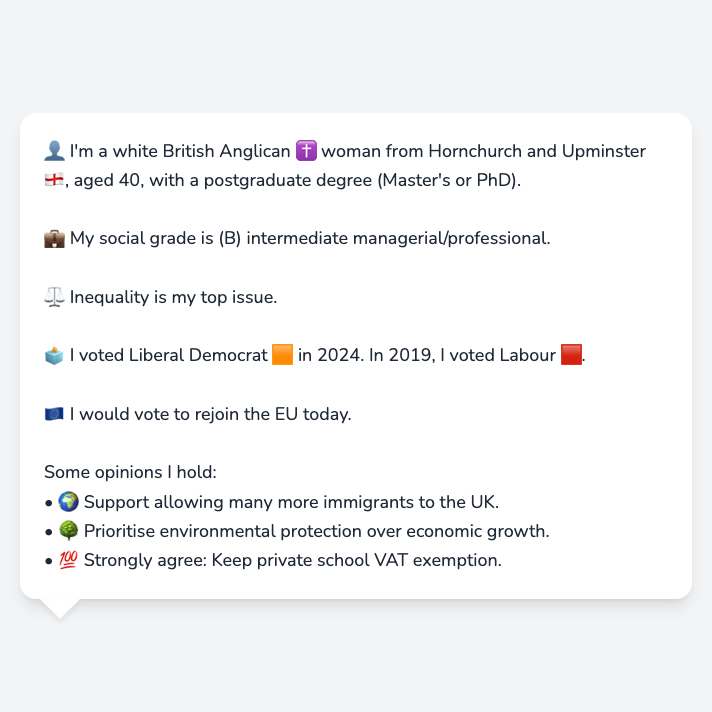 👤 I'm a white British Anglican ✝️ woman from Hornchurch and Upminster
🏴󠁧󠁢󠁥󠁮󠁧󠁿, aged 40, with a postgraduate degree (Master's or PhD).
💼 My social grade is (B) intermediate managerial/professional.
⚖️ Inequality is my top issue.
🗳️ I voted Liberal Democrat 🟧 in 2024. In 2019, I voted Labour 🟥.
🇪🇺 I would vote to rejoin the EU today.
Some opinions I hold:
• 🌍 Support allowing many more immigrants to the UK.
• 🌳 Prioritise environmental protection over economic growth.
• 💯 Strongly agree: Keep private school VAT exemption.